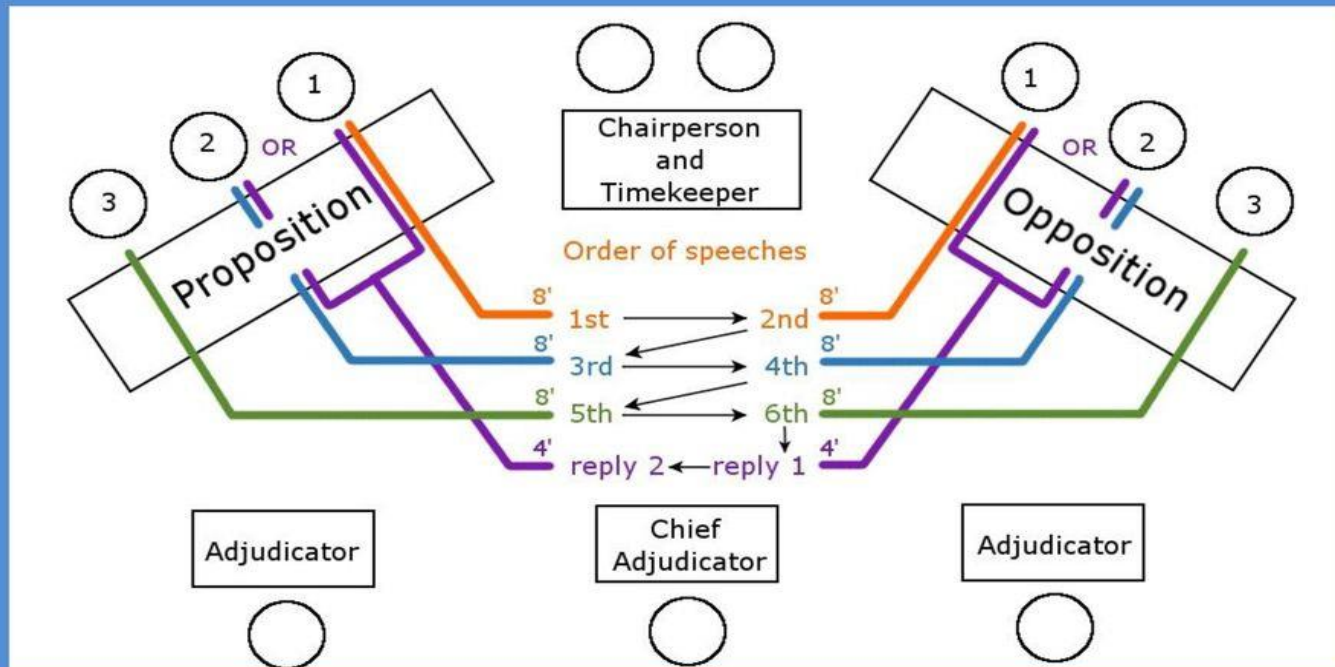 1
2
OR
3
Proposition
Chairperson
and
Timekeeper
1
OR
2
3
Opposition
Order of speeches
8' 1st 2nd 8'
8' 3rd 4th 8'
8' 5th 6th 8'
4' reply 2 reply 1 4'
Adjudicator
Chief
Adjudicator
Adjudicator